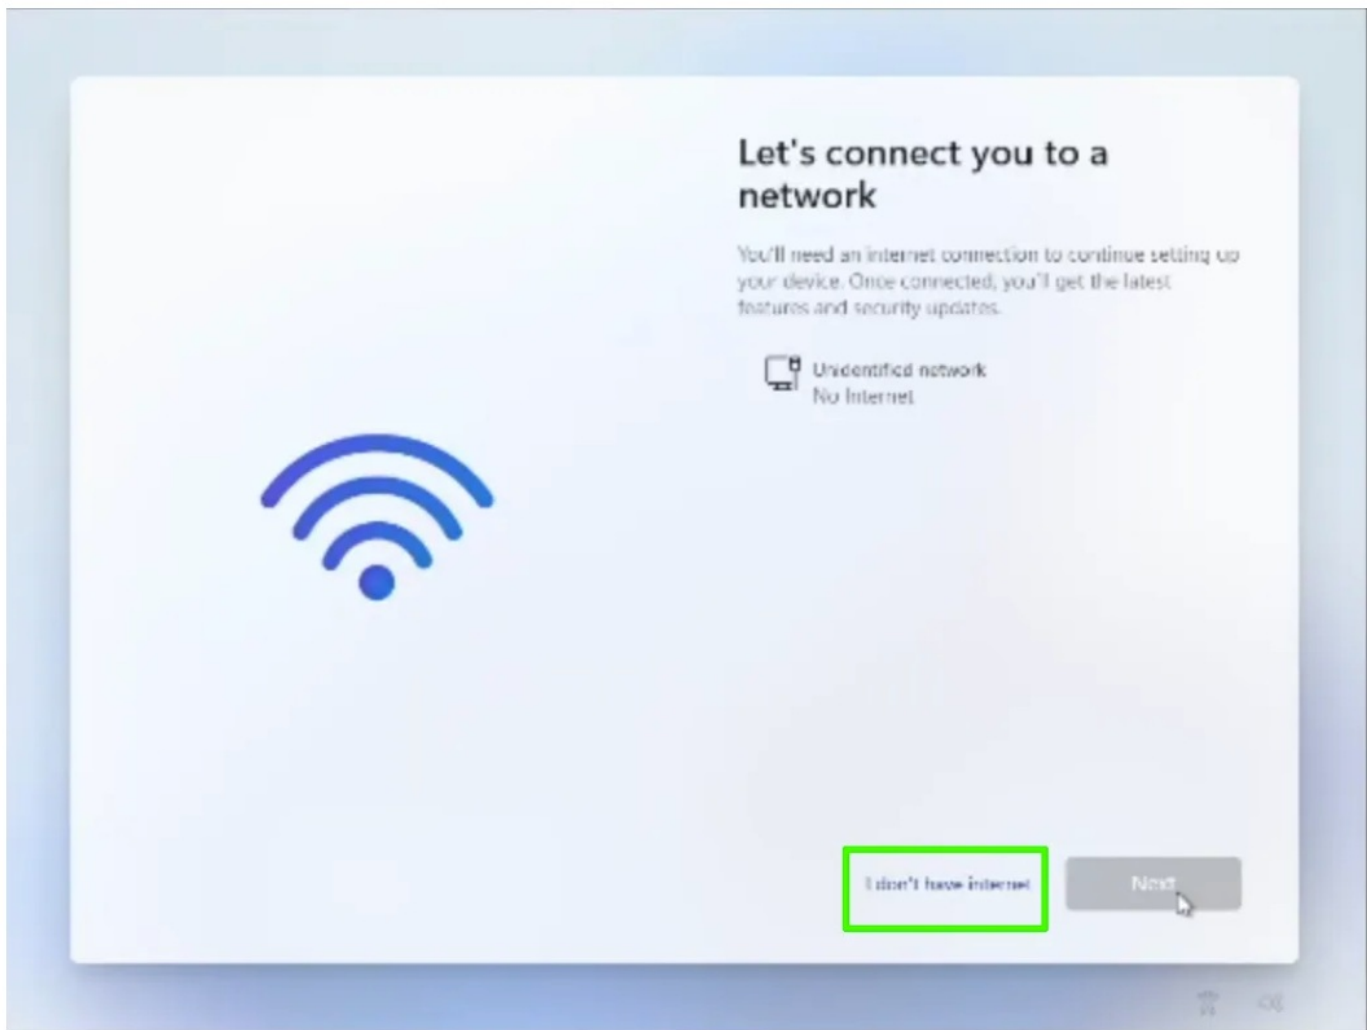 Let's connect you to a
network
You'll need an internet connection to continue setting up
your device. Once connected, you'll get the latest
features and security updates.
Unidentified network
No Internet
I don't have internet
Next